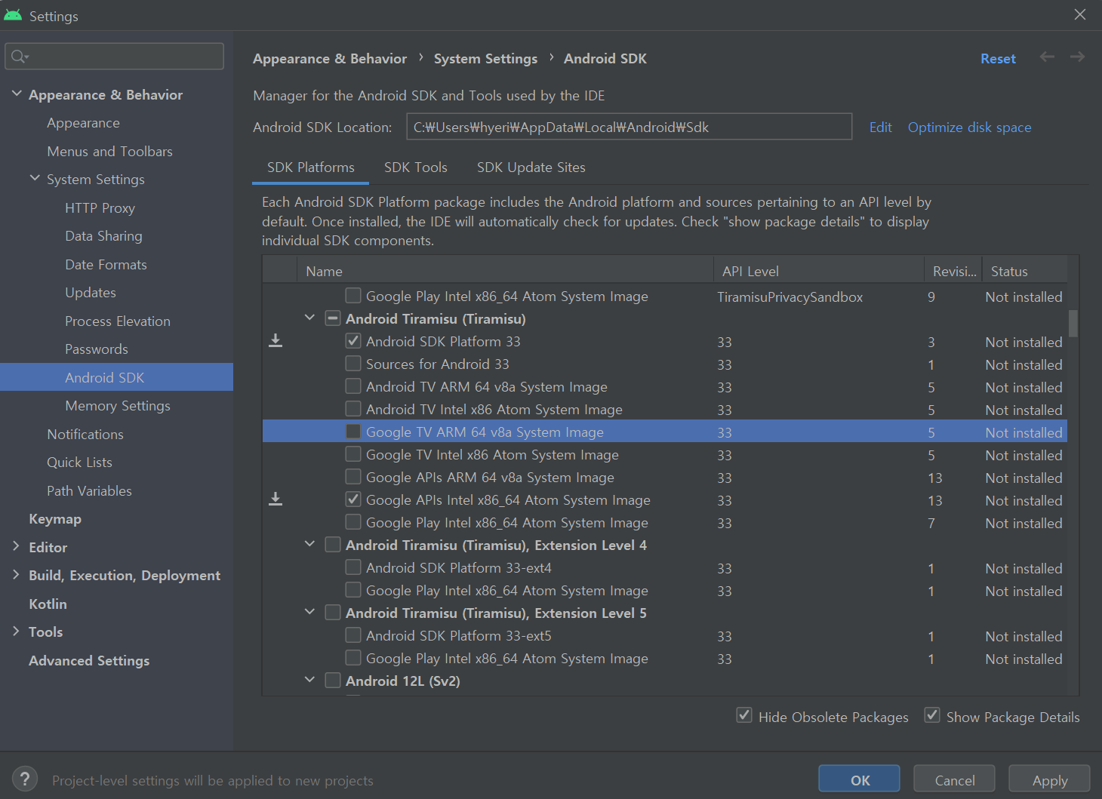 Settings
Appearance & Behavior
Appearance
Menus and Toolbars
System Settings
HTTP Proxy
Data Sharing
Date Formats
Updates
Process Elevation
Passwords
Android SDK
Memory Settings
Notifications
Quick Lists
Path Variables
Keymap
Editor
Build, Execution, Deployment
Kotlin
Tools
Advanced Settings
Appearance & Behavior › System Settings › Android SDK Reset
Manager for the Android SDK and Tools used by the IDE
Android SDK Location: C:₩Users₩hyeri₩AppData₩Local₩Android₩Sdk Edit Optimize disk space
SDK Platforms SDK Tools SDK Update Sites
Each Android SDK Platform package includes the Android platform and sources pertaining to an API level by
default. Once installed, the IDE will automatically check for updates. Check "show package details" to display
individual SDK components.
Name API Level Revisi... Status
Google Play Intel x86_64 Atom System Image TiramisuPrivacySandbox 9 Not installed
Android Tiramisu (Tiramisu)
Android SDK Platform 33 33 3 Not installed
Sources for Android 33 33 1 Not installed
Android TV ARM 64 v8a System Image 33 5 Not installed
Android TV Intel x86 Atom System Image 33 5 Not installed
Google TV ARM 64 v8a System Image 33 5 Not installed
Google TV Intel x86 Atom System Image 33 5 Not installed
Google APIs ARM 64 v8a System Image 33 13 Not installed
Google APIs Intel x86_64 Atom System Image 33 13 Not installed
Google Play Intel x86_64 Atom System Image 33 7 Not installed
Android Tiramisu (Tiramisu), Extension Level 4
Android SDK Platform 33-ext4 33 1 Not installed
Google Play Intel x86_64 Atom System Image 33 1 Not installed
Android Tiramisu (Tiramisu), Extension Level 5
Android SDK Platform 33-ext5 33 1 Not installed
Google Play Intel x86_64 Atom System Image 33 1 Not installed
Android 12L (Sv2)
Hide Obsolete Packages Show Package Details
? Project-level settings will be applied to new projects
OK Cancel Apply